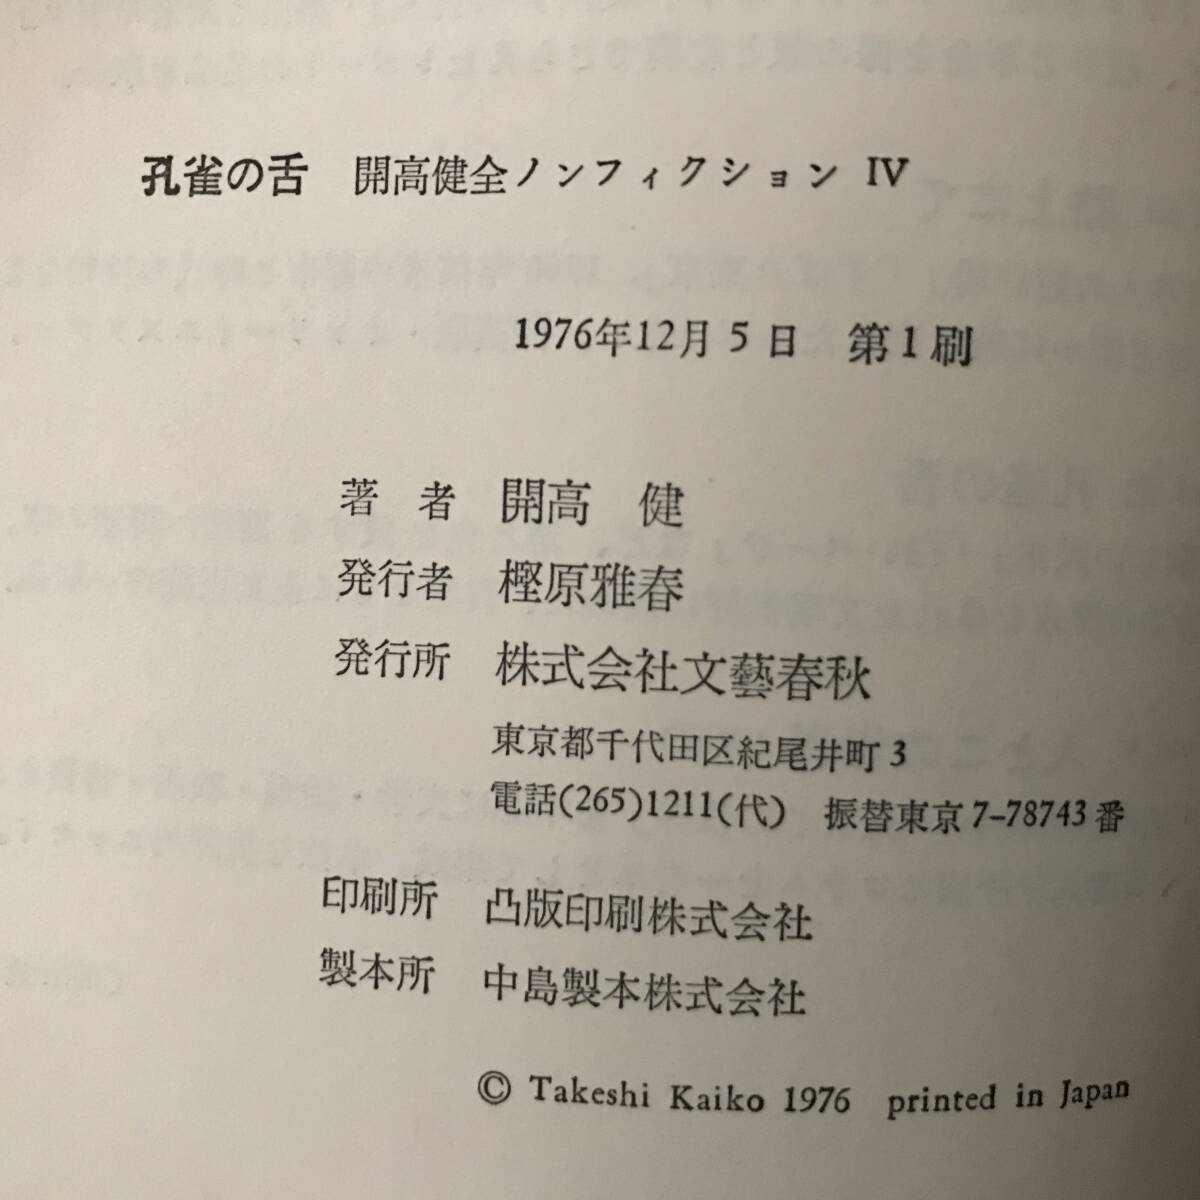 孔雀の舌　開高健全ノンフィクション IV
1976年12月5日　第1刷
著　者　開高　健
発行者　樫原雅春
発行所　株式会社文藝春秋
東京都千代田区紀尾井町3
電話(265)1211(代)　振替東京7-78743番
印刷所　凸版印刷株式会社
製本所　中島製本株式会社
© Takeshi Kaiko 1976 printed in Japan